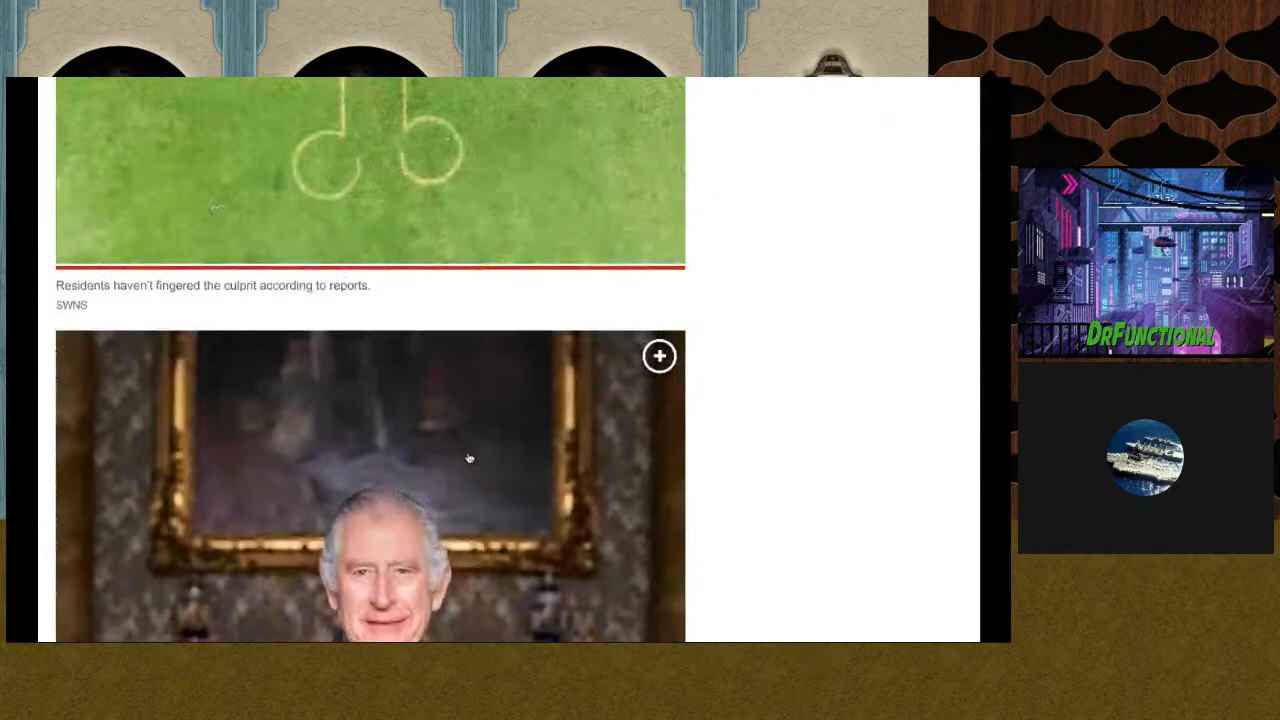 Residents haven't fingered the culprit according to reports.
SWNS
DRFUNCTIONAL